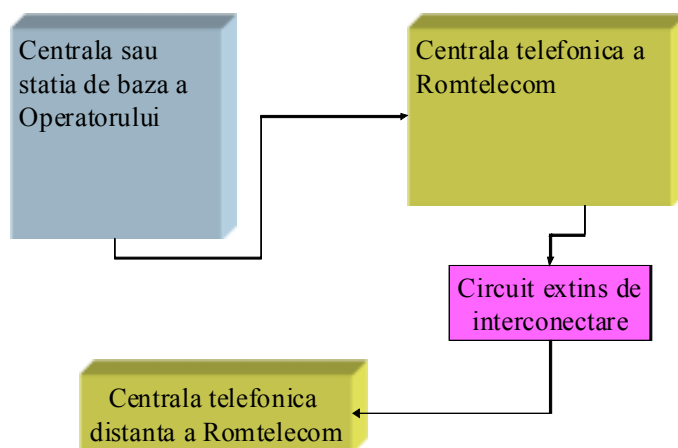 Centrala sau
statia de baza a
Operatorului
Centrala telefonica a
Romtelecom
Circuit extins de
interconectare
Centrala telefonica
distanta a Romtelecom